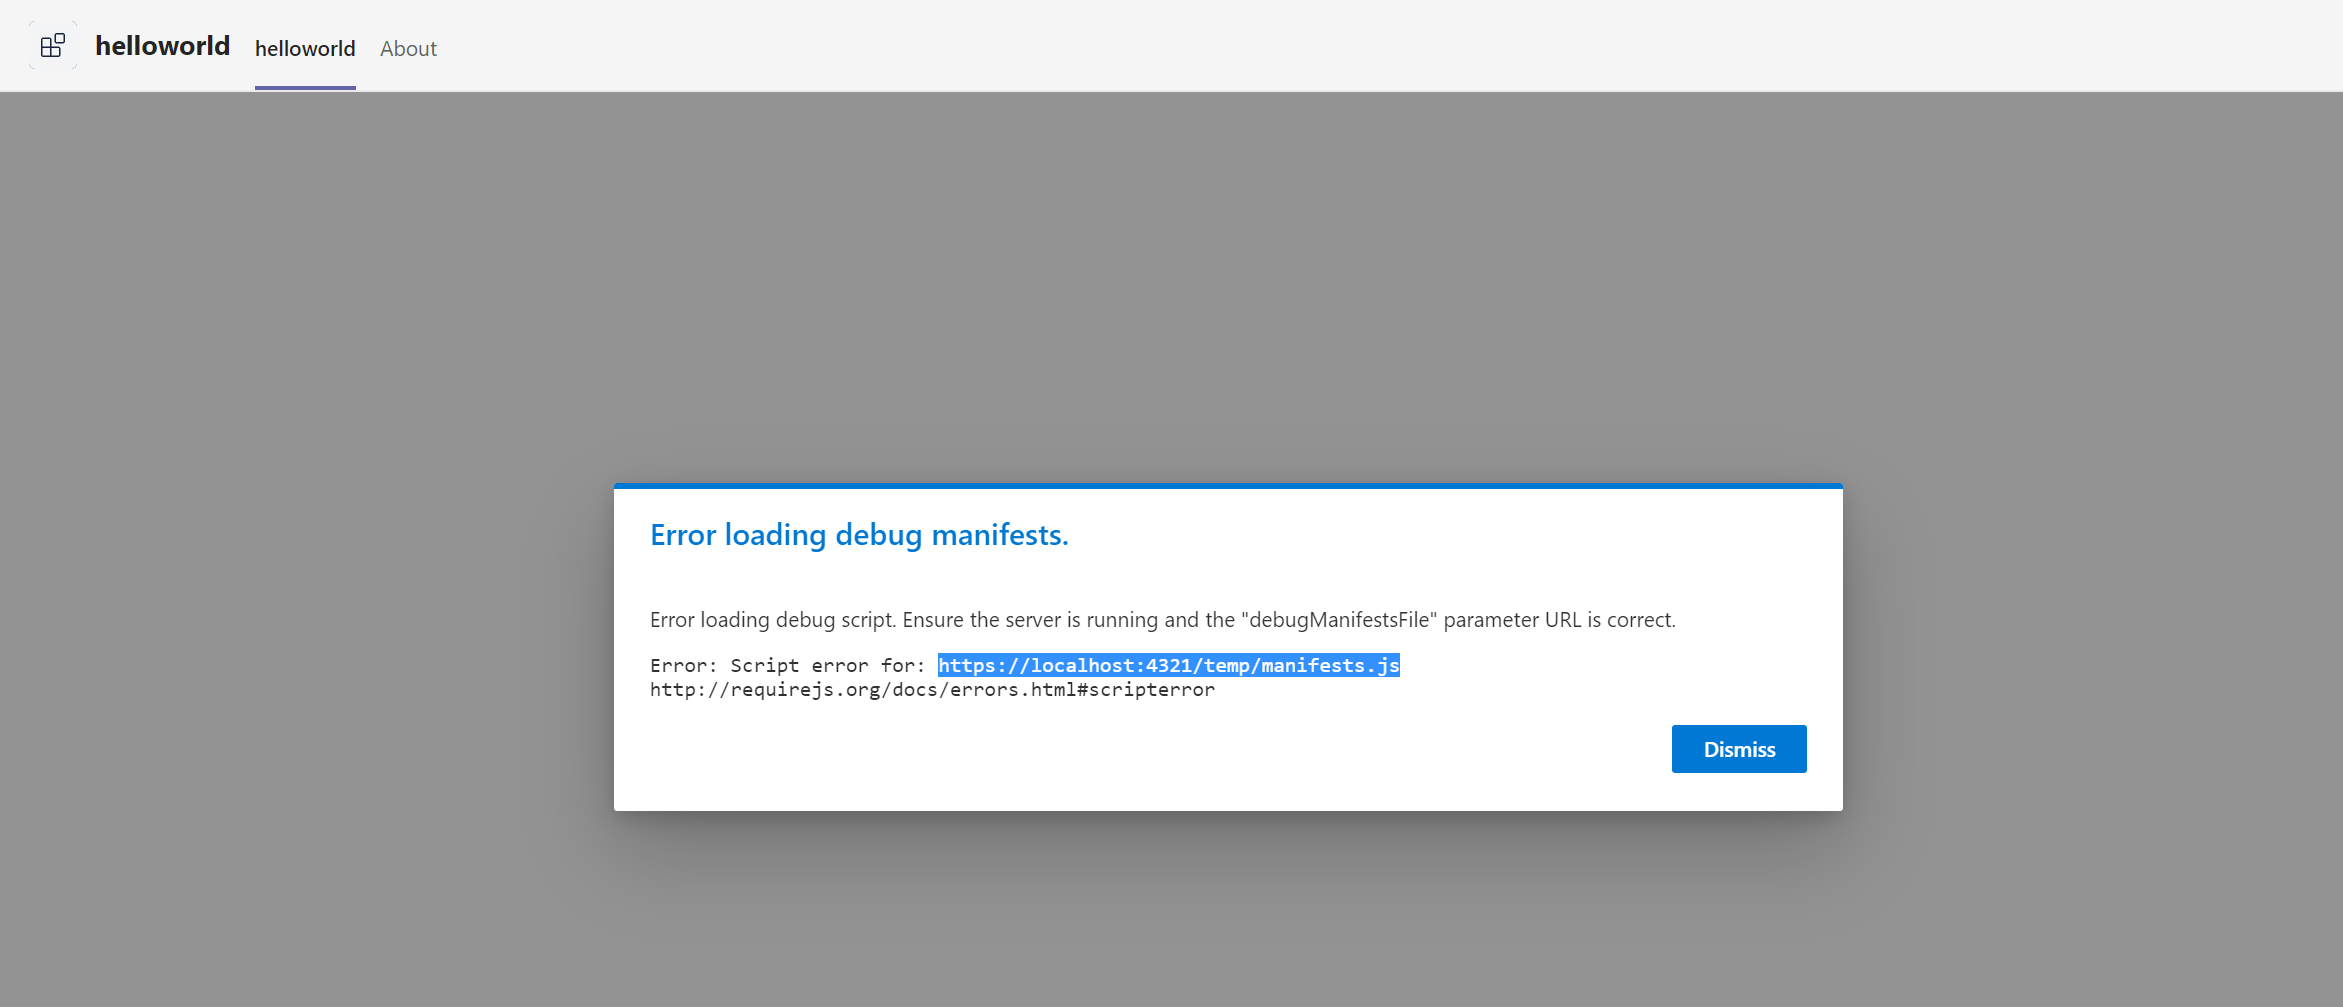 helloworld helloworld About
Error loading debug manifests.
Error loading debug script. Ensure the server is running and the "debugManifestsFile" parameter URL is correct.
Error: Script error for: https://localhost:4321/temp/manifests.js
http://requirejs.org/docs/errors.html#scripterror
Dismiss